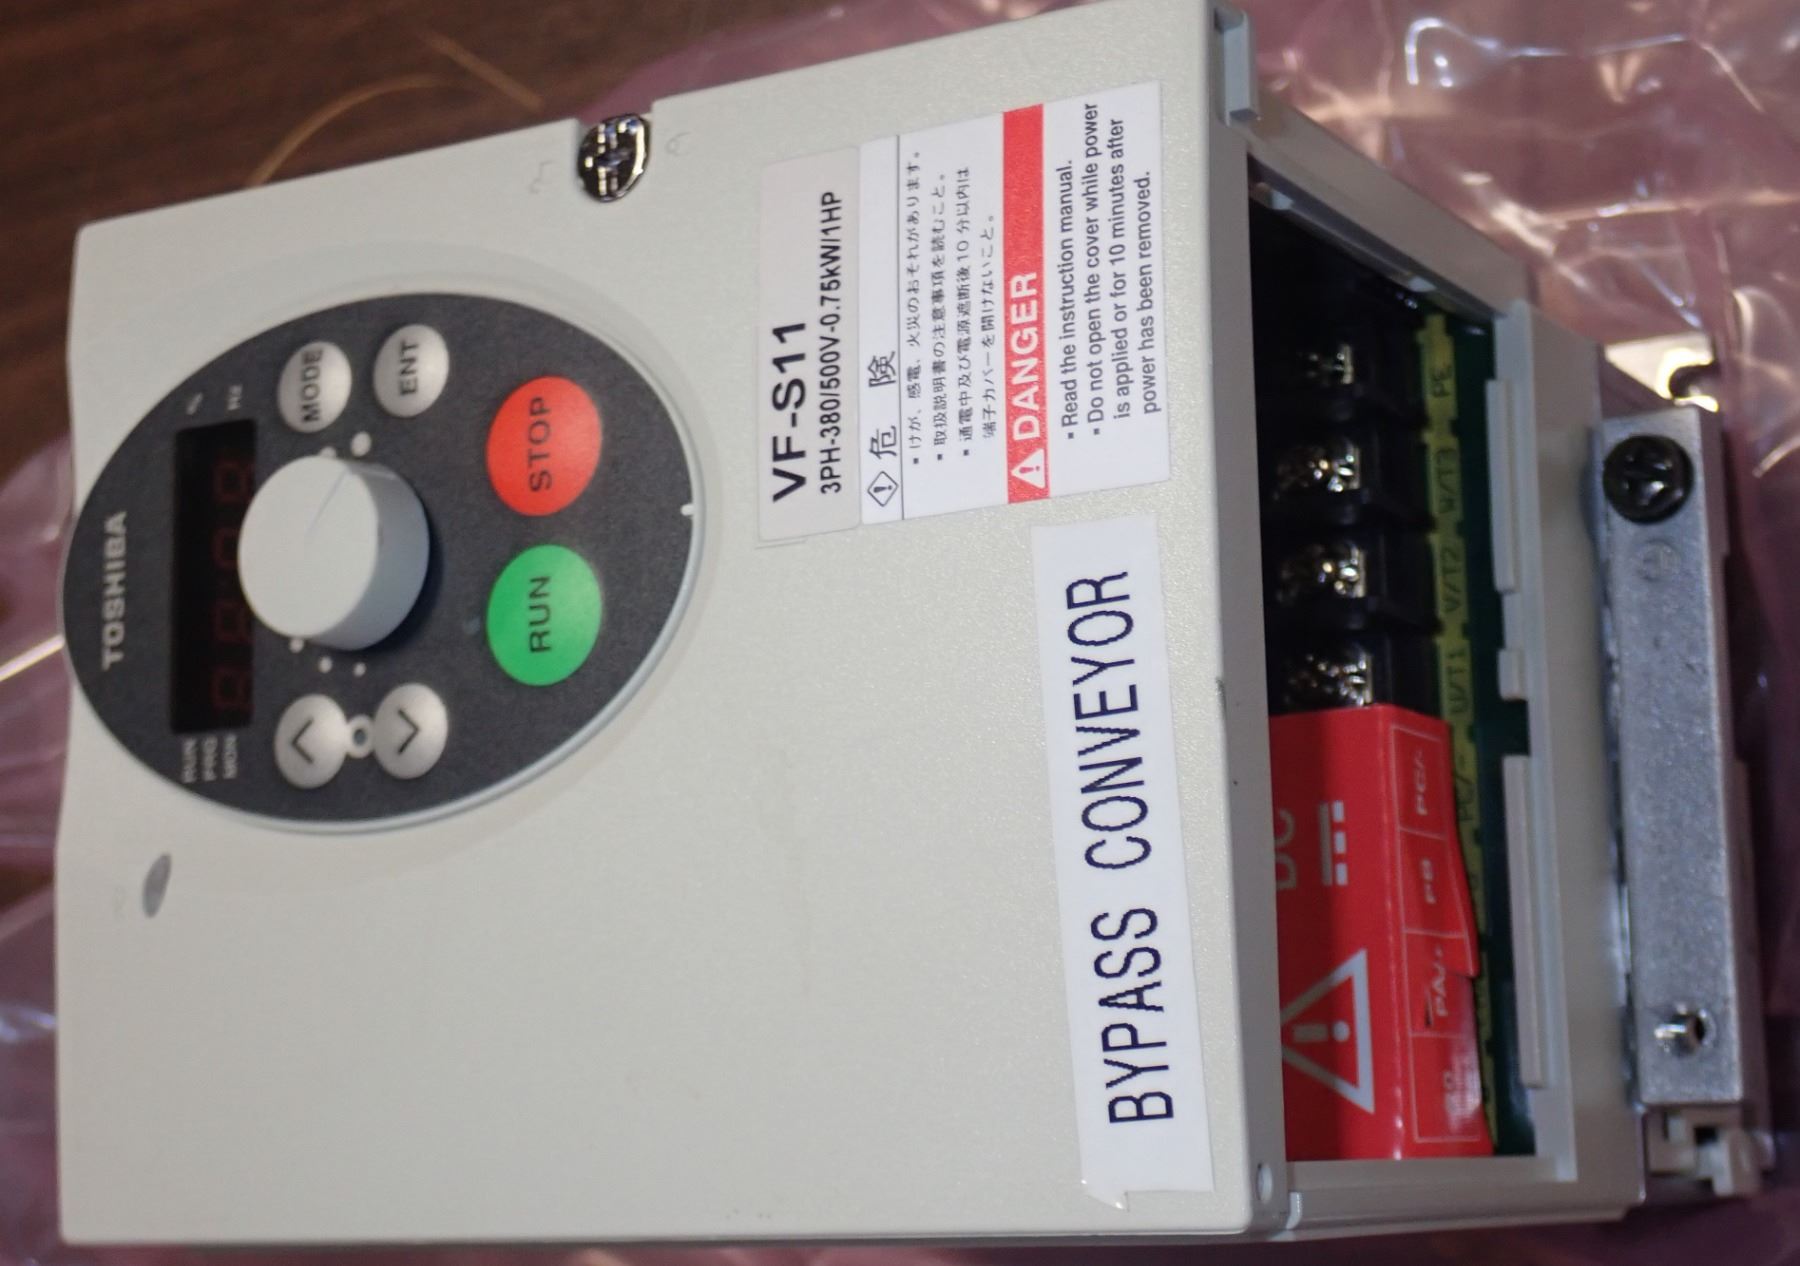 TOSHIBA
RUN
PRG
MON
%
Hz
MODE
ENT
RUN
STOP
VF-S11
3PH-380/500V-0.75kW/1HP
危 険
・けが、感電、火災のおそれがあります。
・取扱説明書の注意事項を読むこと。
・通電中及び電源遮断後10分以内は
端子カバーを開けないこと。
DANGER
▪ Read the instruction manual.
▪ Do not open the cover while power
is applied or for 10 minutes after
power has been removed.
BYPASS CONVEYOR
DC
PA/+ PB PC/-
PC/- U/T1 V/T2 W/T3 PE